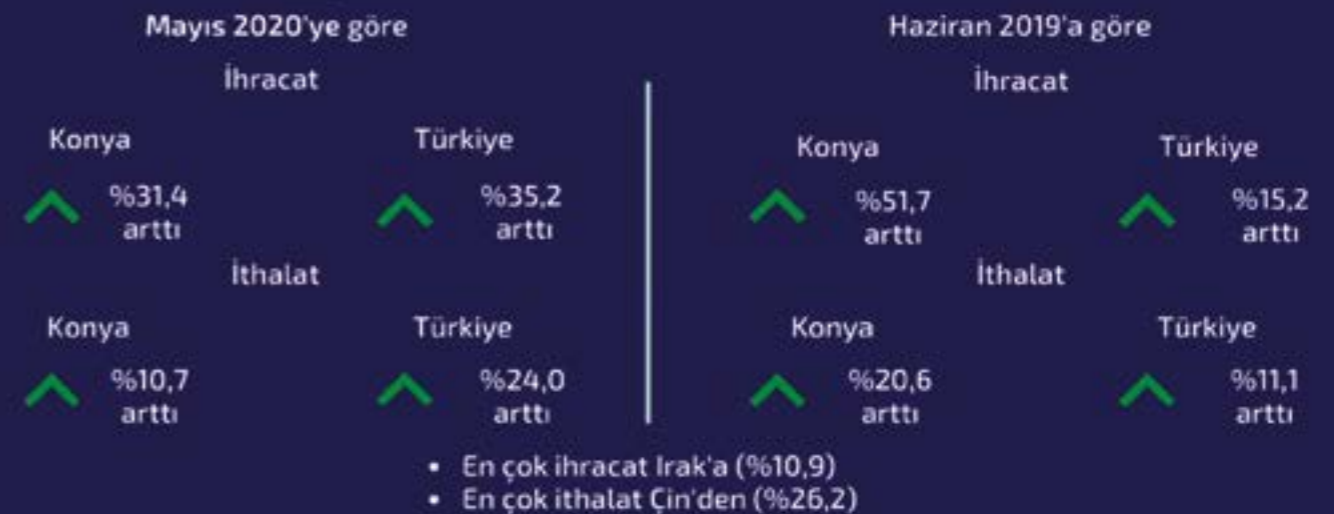 Mayıs 2020'ye göre
İhracat
Konya
Türkiye
%31,4
arttı
%35,2
arttı
İthalat
Konya
Türkiye
%10,7
arttı
%24,0
arttı
Haziran 2019'a göre
İhracat
Konya
Türkiye
%51,7
arttı
%15,2
arttı
İthalat
Konya
Türkiye
%20,6
arttı
%11,1
arttı
• En çok ihracat Irak'a (%10,9)
• En çok ithalat Çin'den (%26,2)